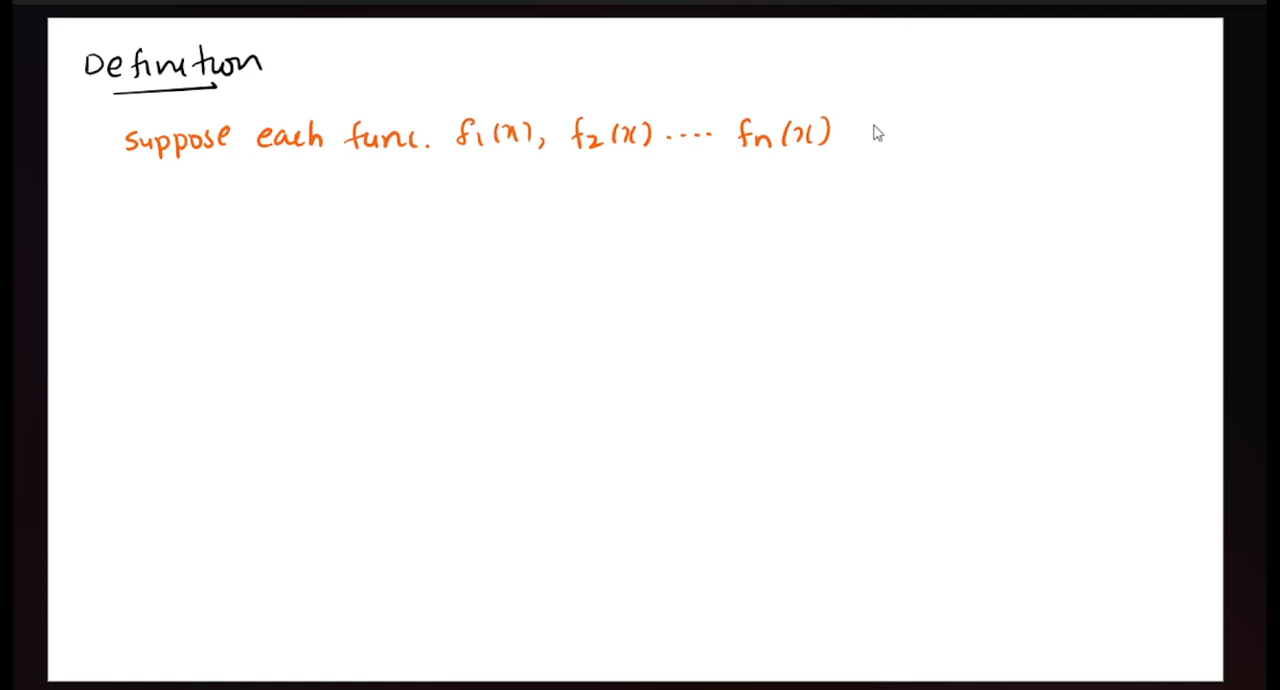 Definition
suppose each func. f₁(x), f₂(x) .... fn(x)